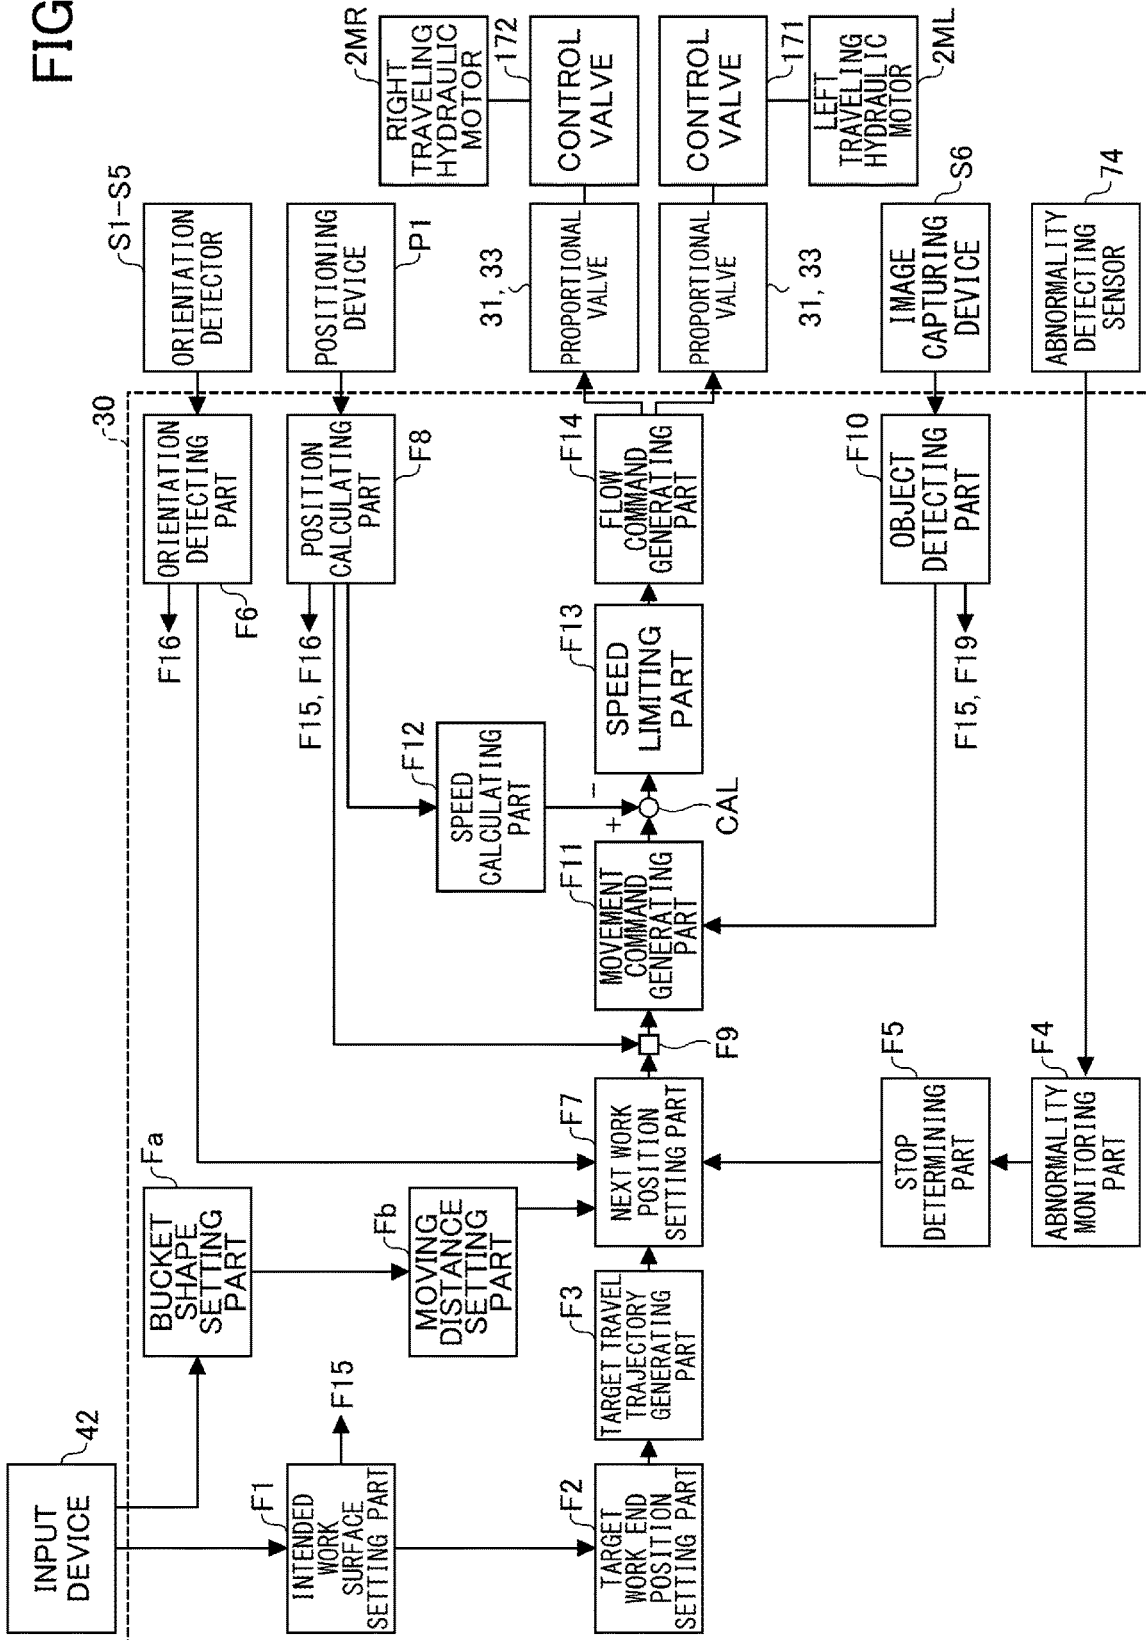 FIG
INPUT
DEVICE
42
30
BUCKET
SHAPE
SETTING
PART
Fa
ORIENTATION
DETECTING
PART
F6
F16
ORIENTATION
DETECTOR
S1-S5
INTENDED
WORK
SURFACE
SETTING PART
F1
F15
MOVING
DISTANCE
SETTING
PART
Fb
SPEED
CALCULATING
PART
F12
POSITION
CALCULATING
PART
F8
F15, F16
POSITIONING
DEVICE
P1
RIGHT
TRAVELING
HYDRAULIC
MOTOR
2MR
TARGET
WORK END
POSITION
SETTING PART
F2
TARGET TRAVEL
TRAJECTORY
GENERATING
PART
F3
NEXT WORK
POSITION
SETTING PART
F7
F9
MOVEMENT
COMMAND
GENERATING
PART
F11
+
−
CAL
SPEED
LIMITING
PART
F13
FLOW
COMMAND
GENERATING
PART
F14
PROPORTIONAL
VALVE
31, 33
CONTROL
VALVE
172
PROPORTIONAL
VALVE
31, 33
CONTROL
VALVE
171
LEFT
TRAVELING
HYDRAULIC
MOTOR
2ML
STOP
DETERMINING
PART
F5
OBJECT
DETECTING
PART
F10
F15, F19
IMAGE
CAPTURING
DEVICE
S6
ABNORMALITY
MONITORING
PART
F4
ABNORMALITY
DETECTING
SENSOR
74